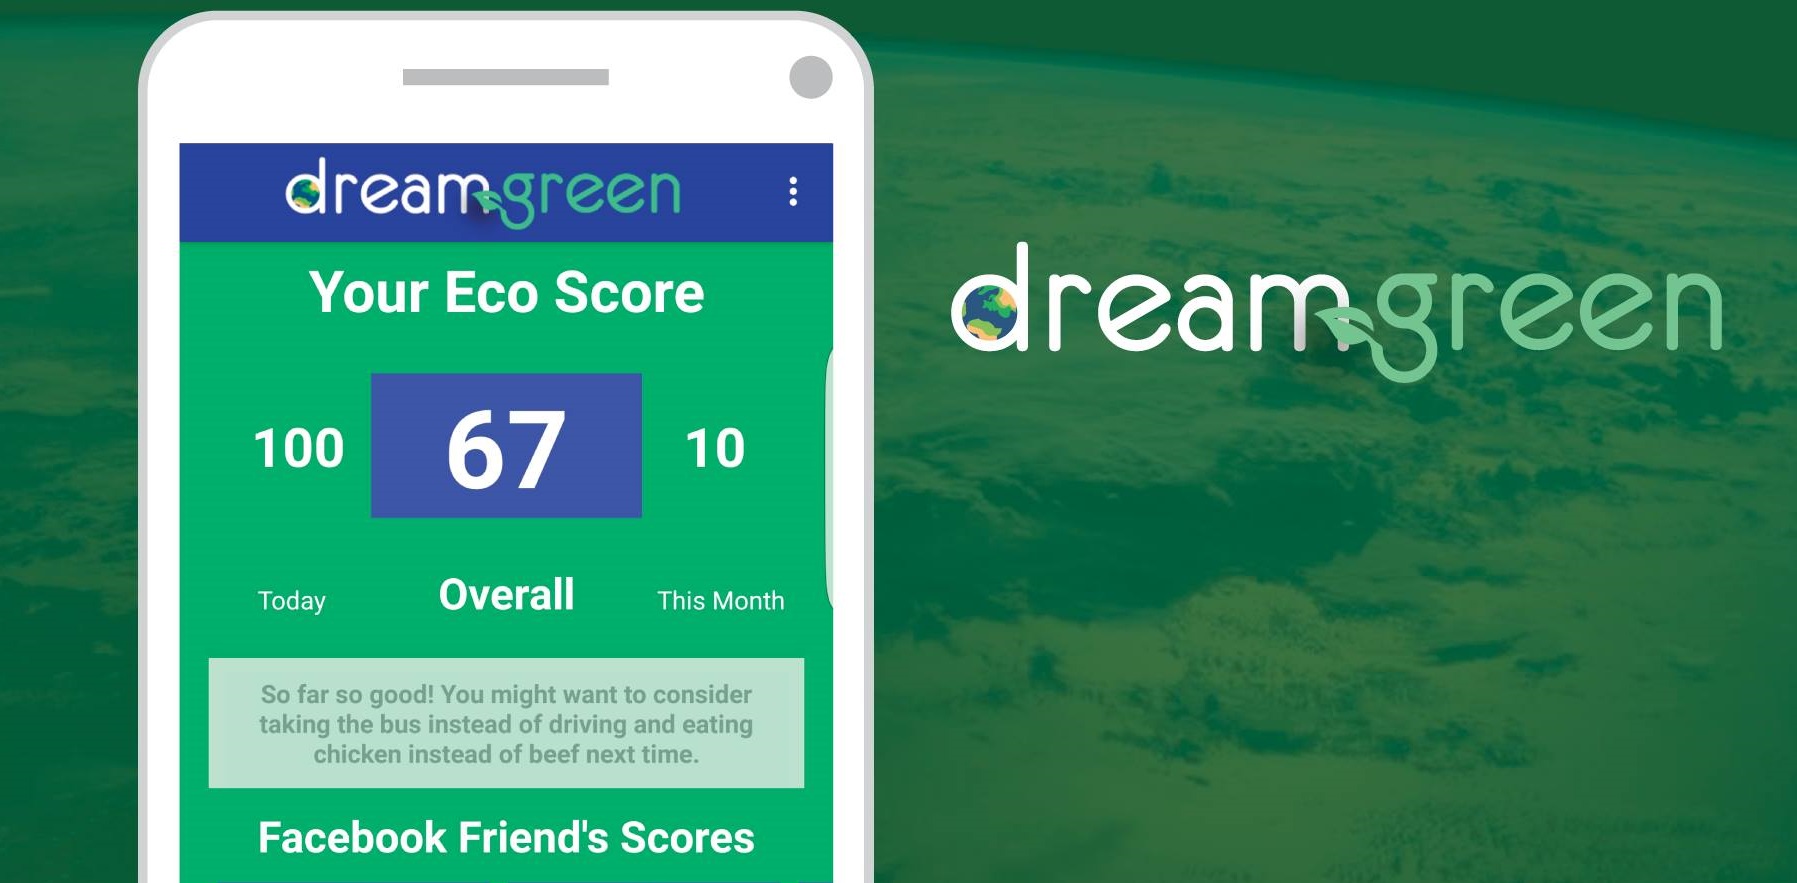 dreamgreen
Your Eco Score
100 67 10
Today Overall This Month
So far so good! You might want to consider
taking the bus instead of driving and eating
chicken instead of beef next time.
Facebook Friend's Scores
dreamgreen